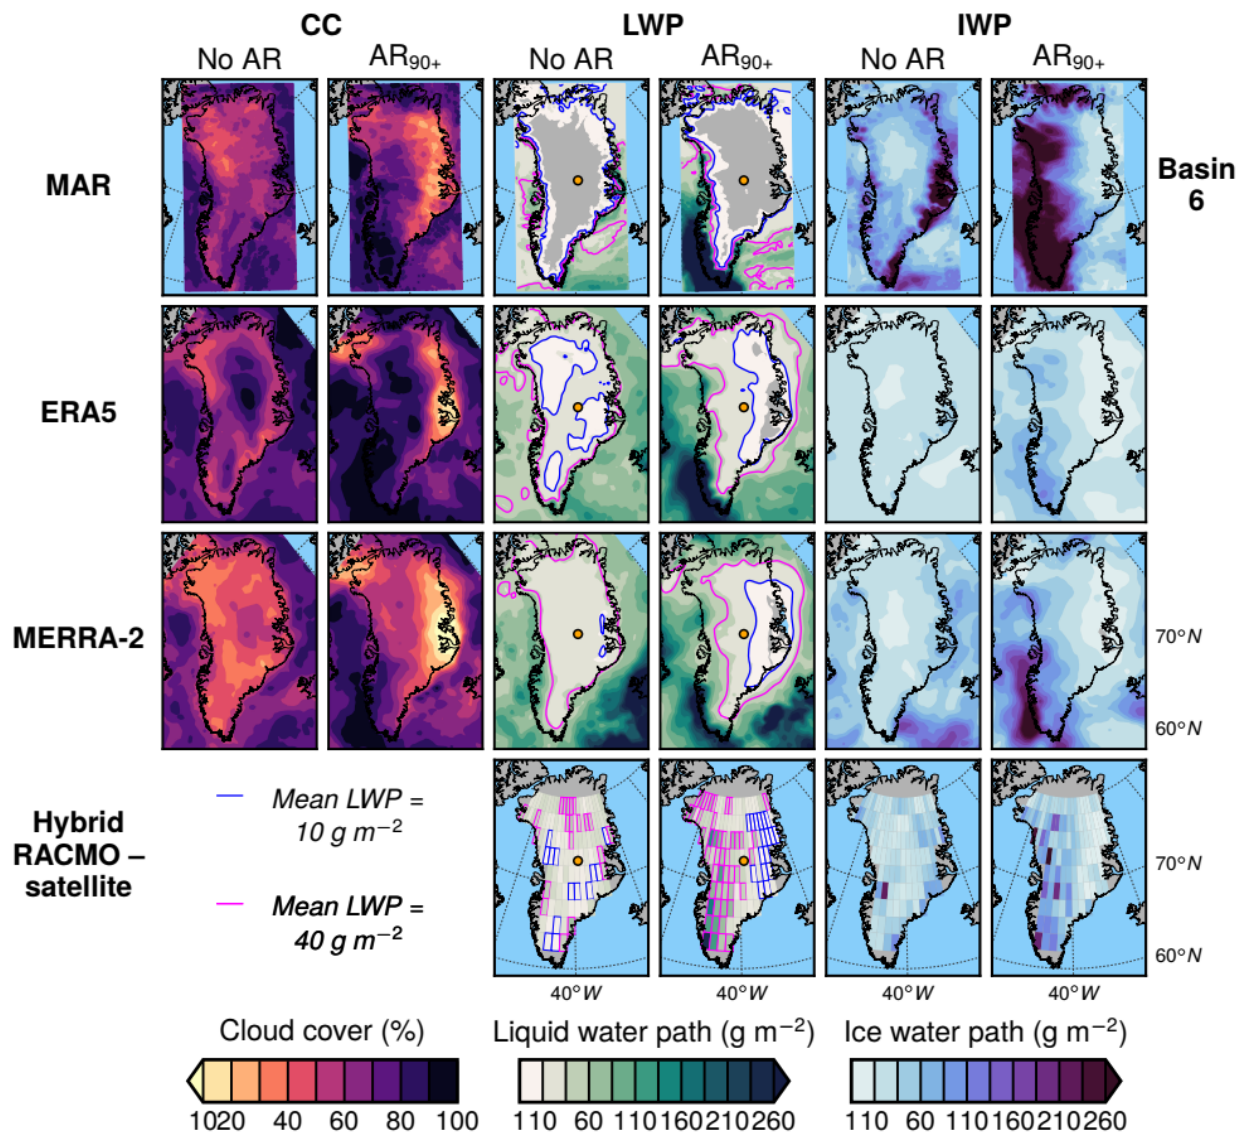 CC LWP IWP
No AR AR90+ No AR AR90+ No AR AR90+
MAR
Basin
6
ERA5
MERRA-2
70°N
60°N
Hybrid
RACMO –
satellite
Mean LWP =
10 g m−2
Mean LWP =
40 g m−2
70°N
60°N
40°W 40°W 40°W 40°W
Cloud cover (%) Liquid water path (g m−2) Ice water path (g m−2)
1020 40 60 80 100 110 60 110160210260 110 60 110160210260